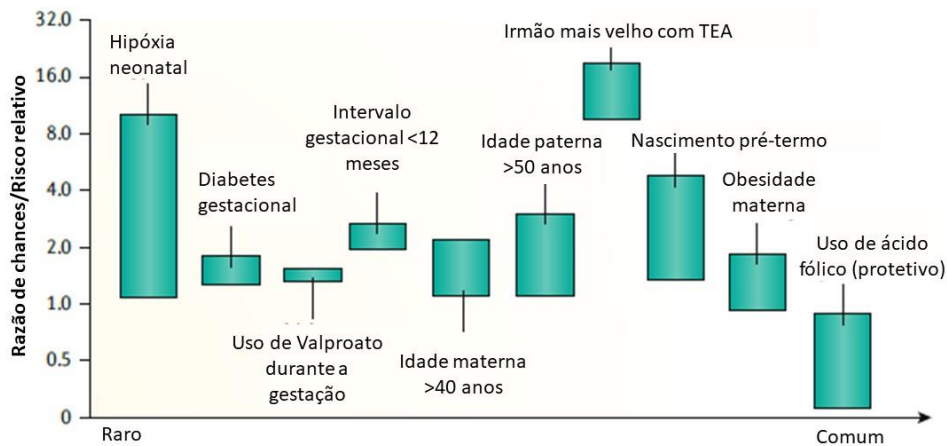 Razão de chances/Risco relativo
32.0
16.0
8.0
4.0
2.0
1.0
0.5
0
Hipóxia
neonatal
Diabetes
gestacional
Uso de Valproato
durante a
gestação
Intervalo
gestacional <12
meses
Idade materna
>40 anos
Idade paterna
>50 anos
Irmão mais velho com TEA
Nascimento pré-termo
Obesidade
materna
Uso de ácido
fólico (protetivo)
Raro
Comum